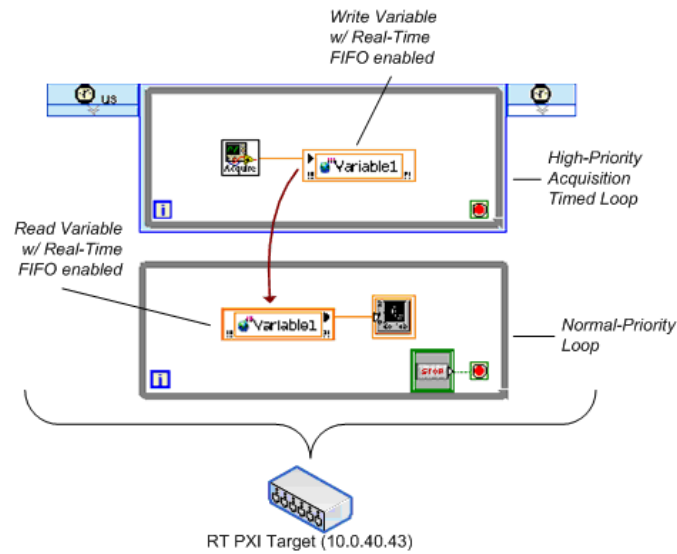 Write Variable
w/ Real-Time
FIFO enabled
us
Acquire
Variable1
High-Priority
Acquisition
Timed Loop
i
Read Variable
w/ Real-Time
FIFO enabled
Variable1
Normal-Priority
Loop
STOP
i
RT PXI Target (10.0.40.43)